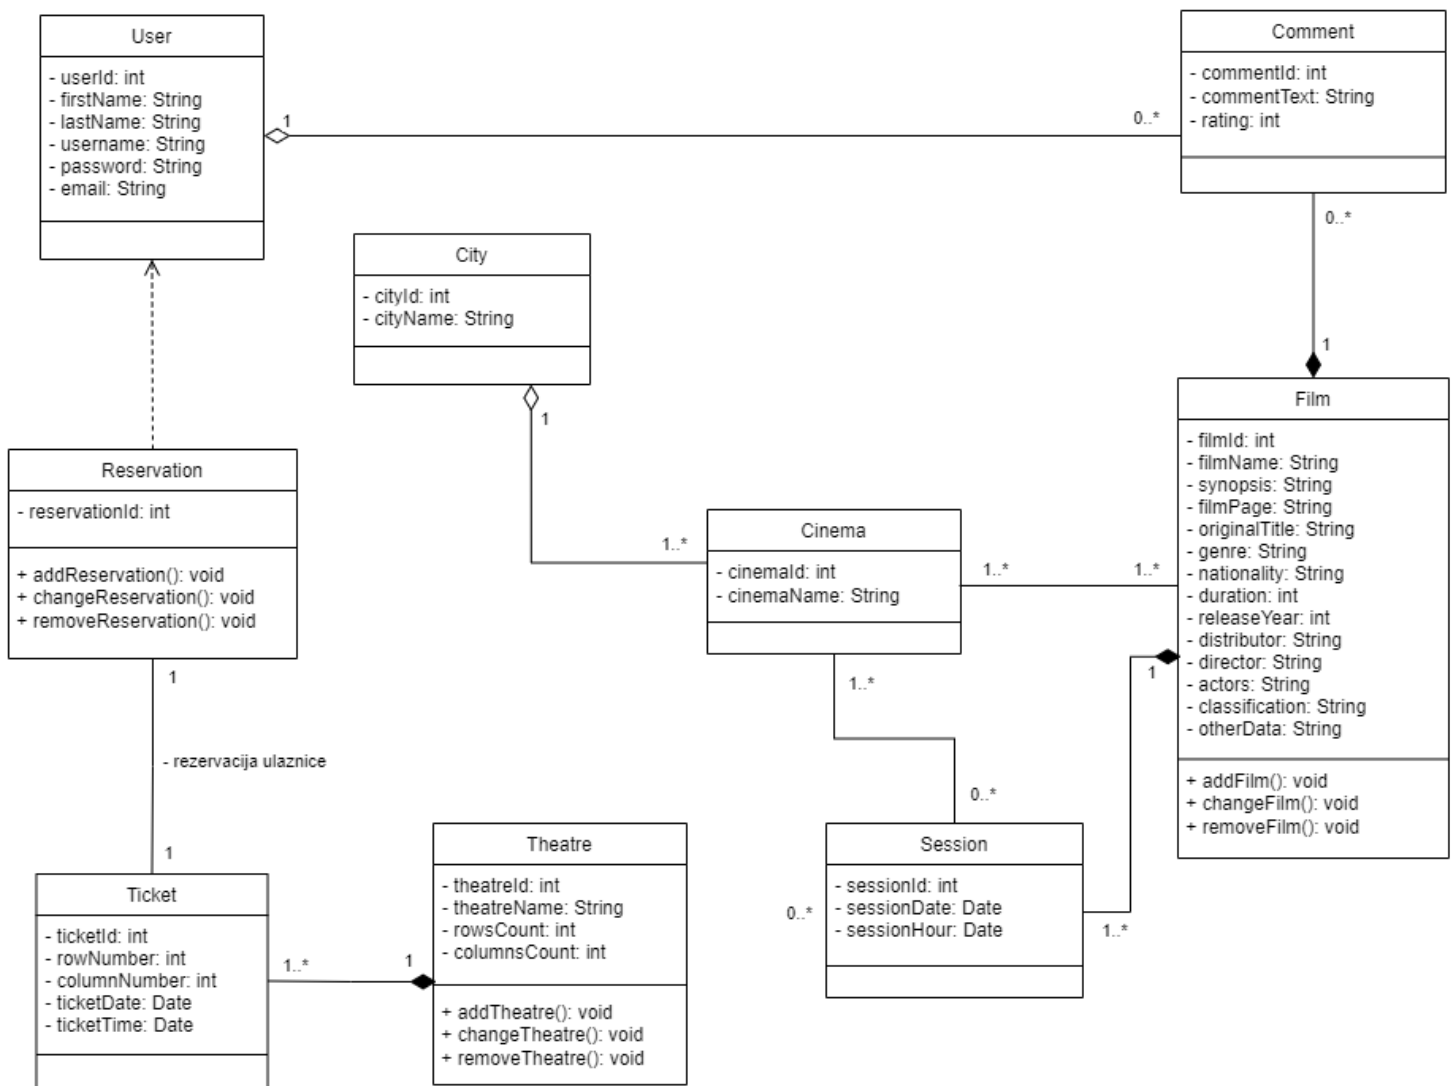 User
- userId: int
- firstName: String
- lastName: String
- username: String
- password: String
- email: String
1
0..*
Comment
- commentId: int
- commentText: String
- rating: int
0..*
1
City
- cityId: int
- cityName: String
1
1..*
Reservation
- reservationId: int
+ addReservation(): void
+ changeReservation(): void
+ removeReservation(): void
1
- rezervacija ulaznice
1
Cinema
- cinemaId: int
- cinemaName: String
1..*
1..*
1..*
0..*
Film
- filmId: int
- filmName: String
- synopsis: String
- filmPage: String
- originalTitle: String
- genre: String
- nationality: String
- duration: int
- releaseYear: int
- distributor: String
- director: String
- actors: String
- classification: String
- otherData: String
+ addFilm(): void
+ changeFilm(): void
+ removeFilm(): void
1
1..*
Ticket
- ticketId: int
- rowNumber: int
- columnNumber: int
- ticketDate: Date
- ticketTime: Date
1..*
1
Theatre
- theatreId: int
- theatreName: String
- rowsCount: int
- columnsCount: int
+ addTheatre(): void
+ changeTheatre(): void
+ removeTheatre(): void
0..*
Session
- sessionId: int
- sessionDate: Date
- sessionHour: Date